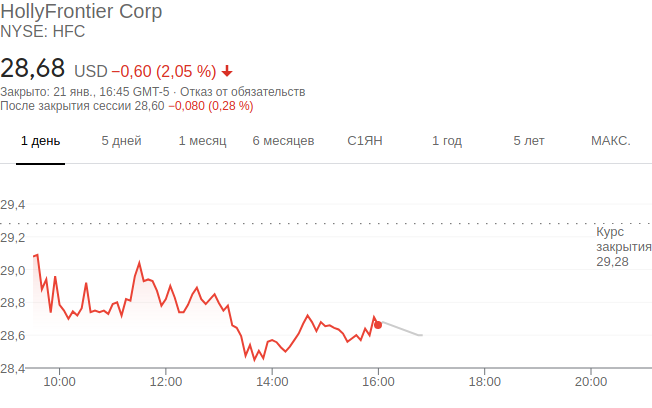 HollyFrontier Corp
NYSE: HFC
28,68 USD −0,60 (2,05 %)
Закрыто: 21 янв., 16:45 GMT-5 · Отказ от обязательств
После закрытия сессии 28,60 −0,080 (0,28 %)
1 день 5 дней 1 месяц 6 месяцев С1ЯН 1 год 5 лет МАКС.
29,4
29,2
29,0
28,8
28,6
28,4
Курс
закрытия
29,28
10:00 12:00 14:00 16:00 18:00 20:00